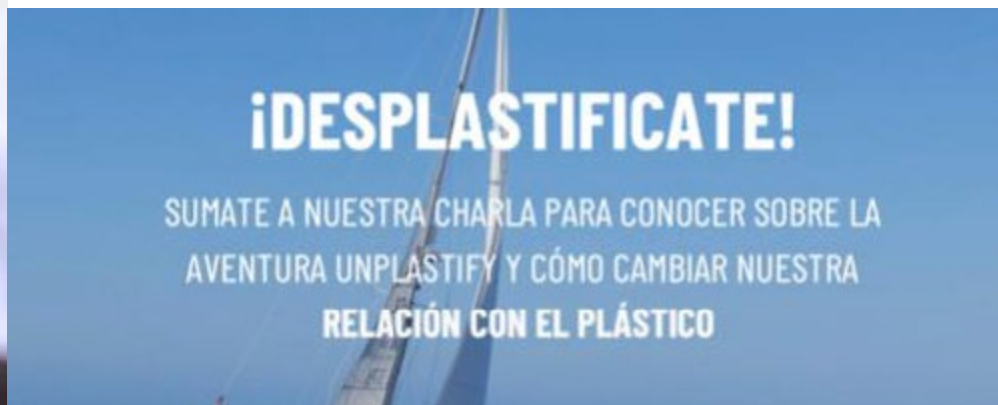 ¡DESPLASTIFICATE!
SUMATE A NUESTRA CHARLA PARA CONOCER SOBRE LA
AVENTURA UNPLASTIFY Y CÓMO CAMBIAR NUESTRA
RELACIÓN CON EL PLÁSTICO